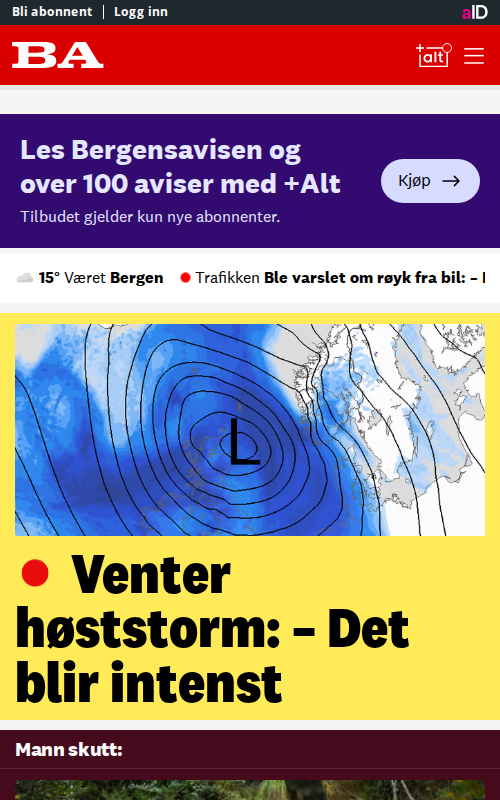 Bli abonnent | Logg inn
aID
BA
+alt
Les Bergensavisen og
over 100 aviser med +Alt
Kjøp →
Tilbudet gjelder kun nye abonnenter.
15° Været Bergen Trafikken Ble varslet om røyk fra bil: –
L
Venter
høststorm: – Det
blir intenst
Mann skutt: